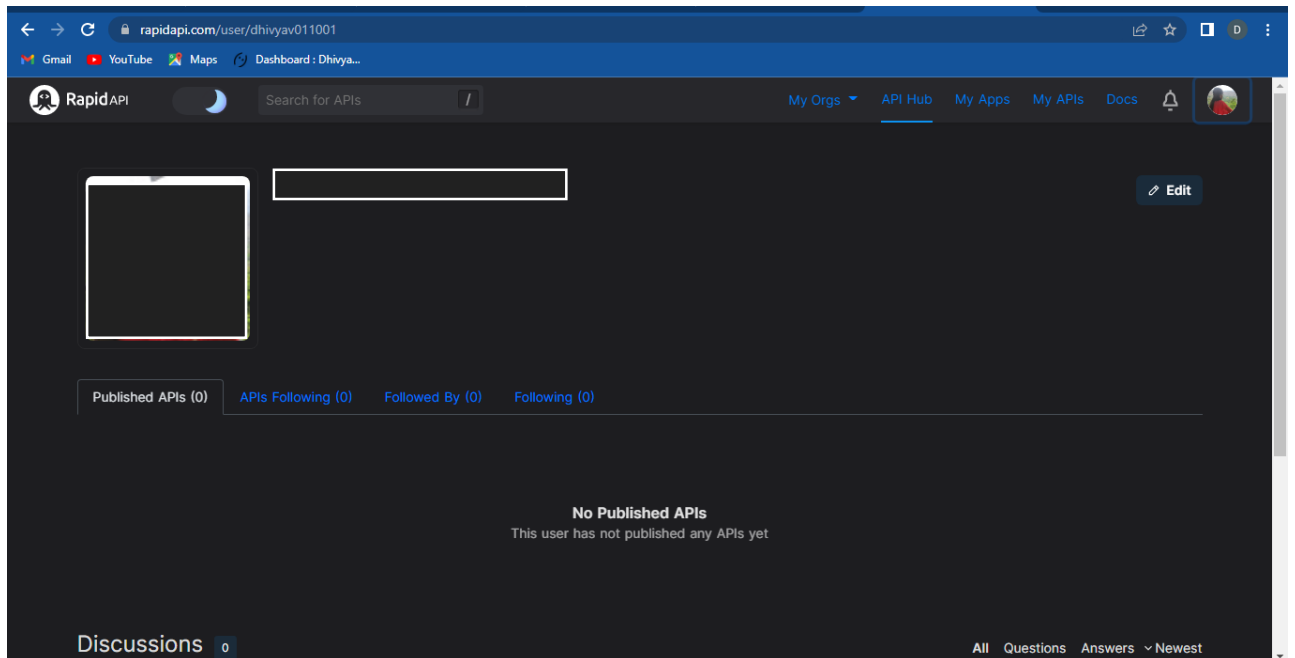 rapidapi.com/user/dhivyav011001
Gmail YouTube Maps Dashboard : Dhivya... D
Rapid API Search for APIs / My Orgs API Hub My Apps My APIs Docs
Edit
Published APIs (0) APIs Following (0) Followed By (0) Following (0)
No Published APIs
This user has not published any APIs yet
Discussions 0 All Questions Answers Newest